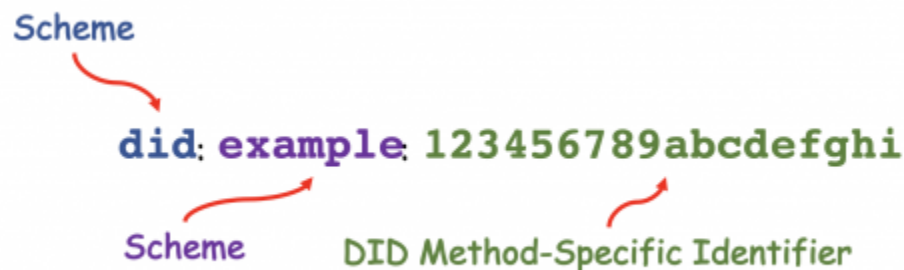 Scheme
did: example: 123456789abcdefghi
Scheme
DID Method-Specific Identifier